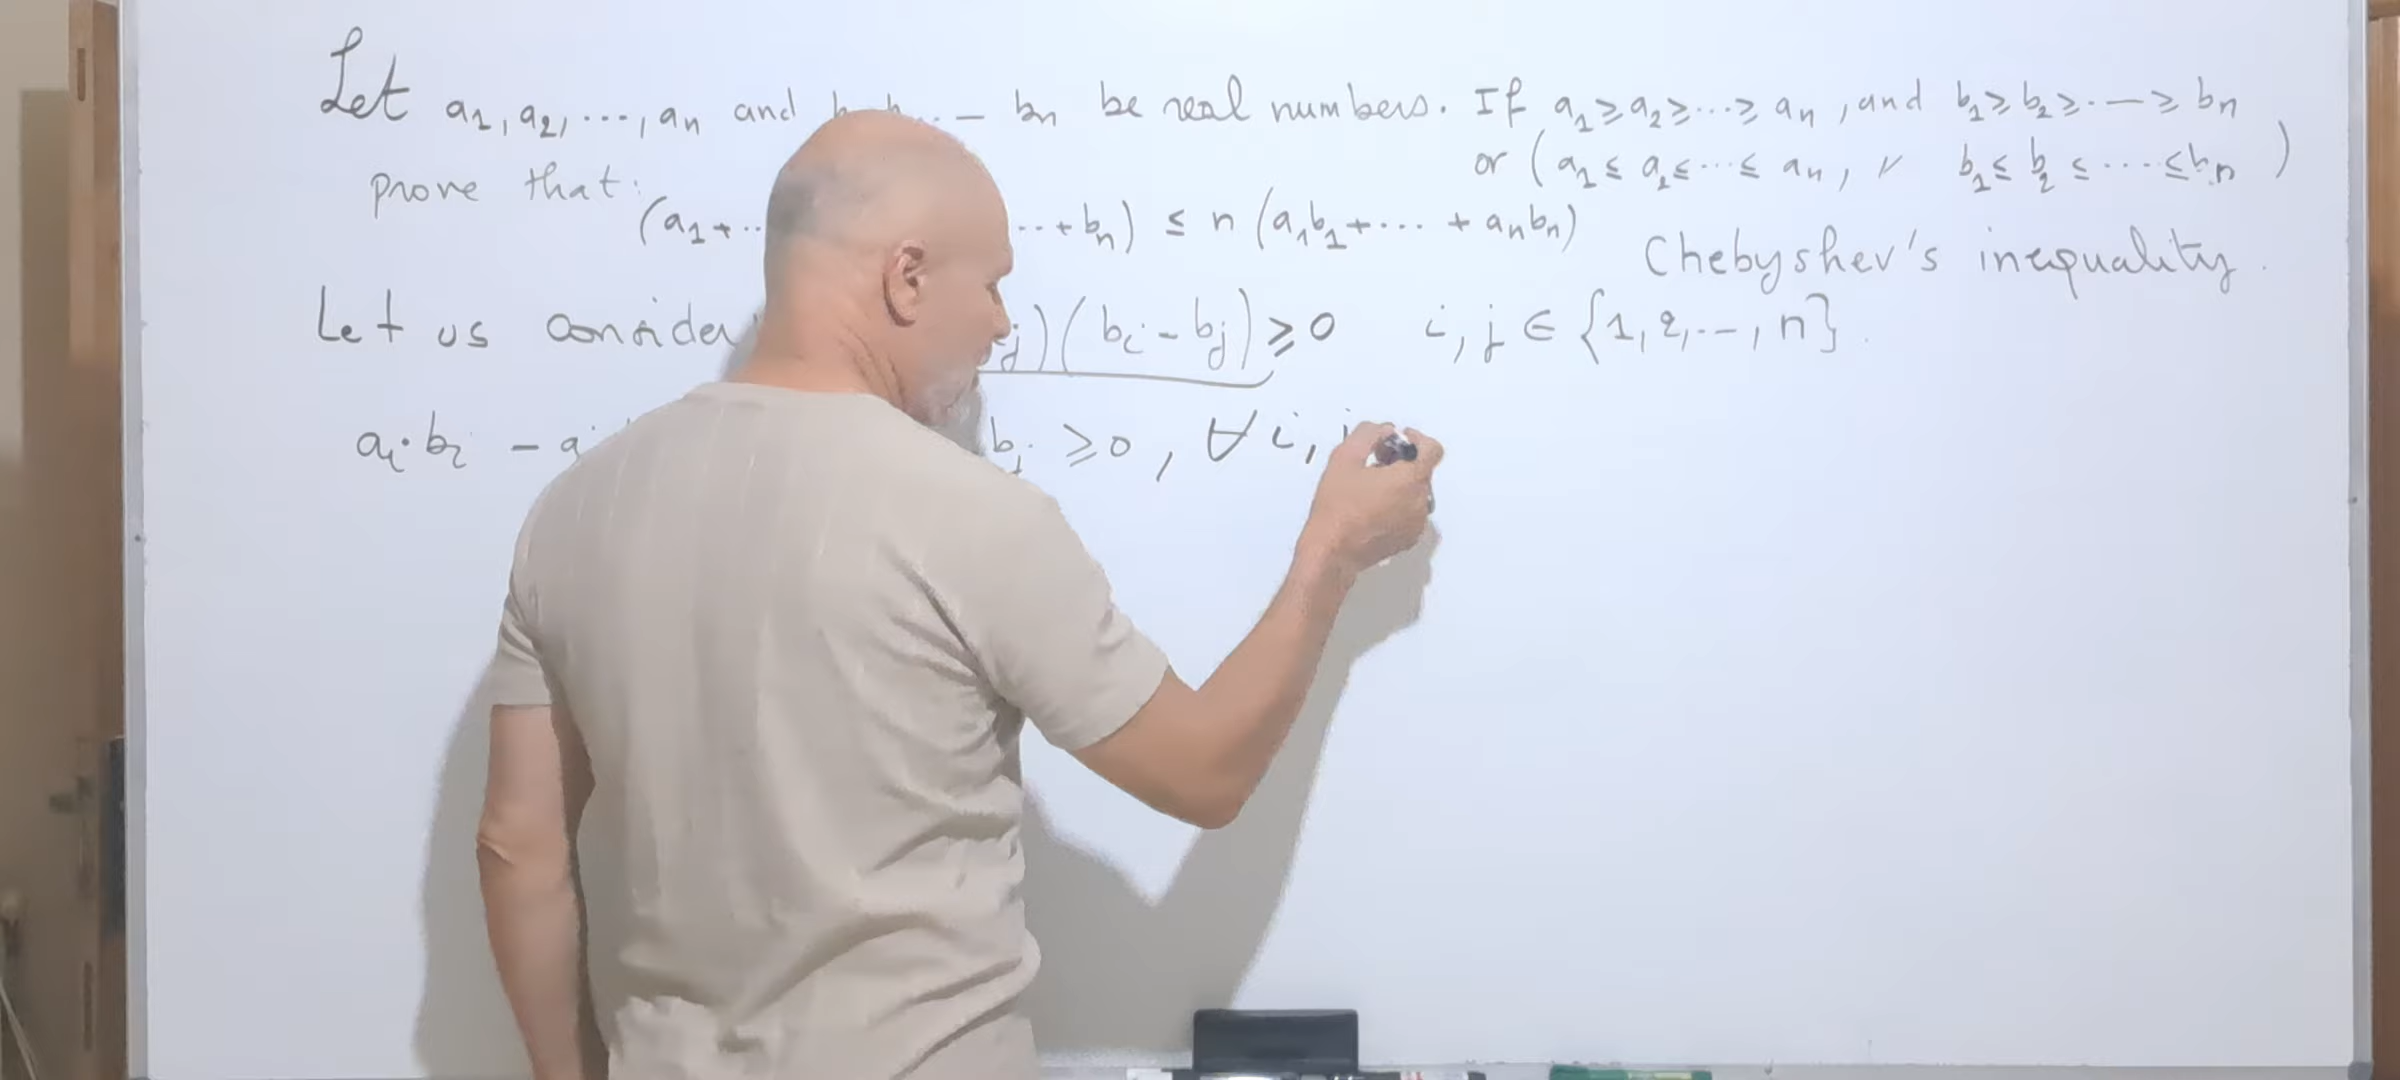 Let a₁, a₂, ..., aₙ and ... — bₙ be real numbers. If a₁ ≥ a₂ ≥ ... ≥ aₙ, and b₁ ≥ b₂ ≥ . — ≥ bₙ
or (a₁ ≤ a₂ ≤ ... ≤ aₙ, 〃 b₁ ≤ b₂ ≤ .... ≤ bₙ)
prove that:
(a₁ + .. ..+ bₙ) ≤ n (a₁b₁ + ... + aₙbₙ)
Chebyshev's inequality.
Let us conside j)(bᵢ - bⱼ) ≥ 0 i, j ∈ {1, 2, .. –, n}.
aᵢ·bᵢ - a bⱼ ≥ 0, ∀ i, j